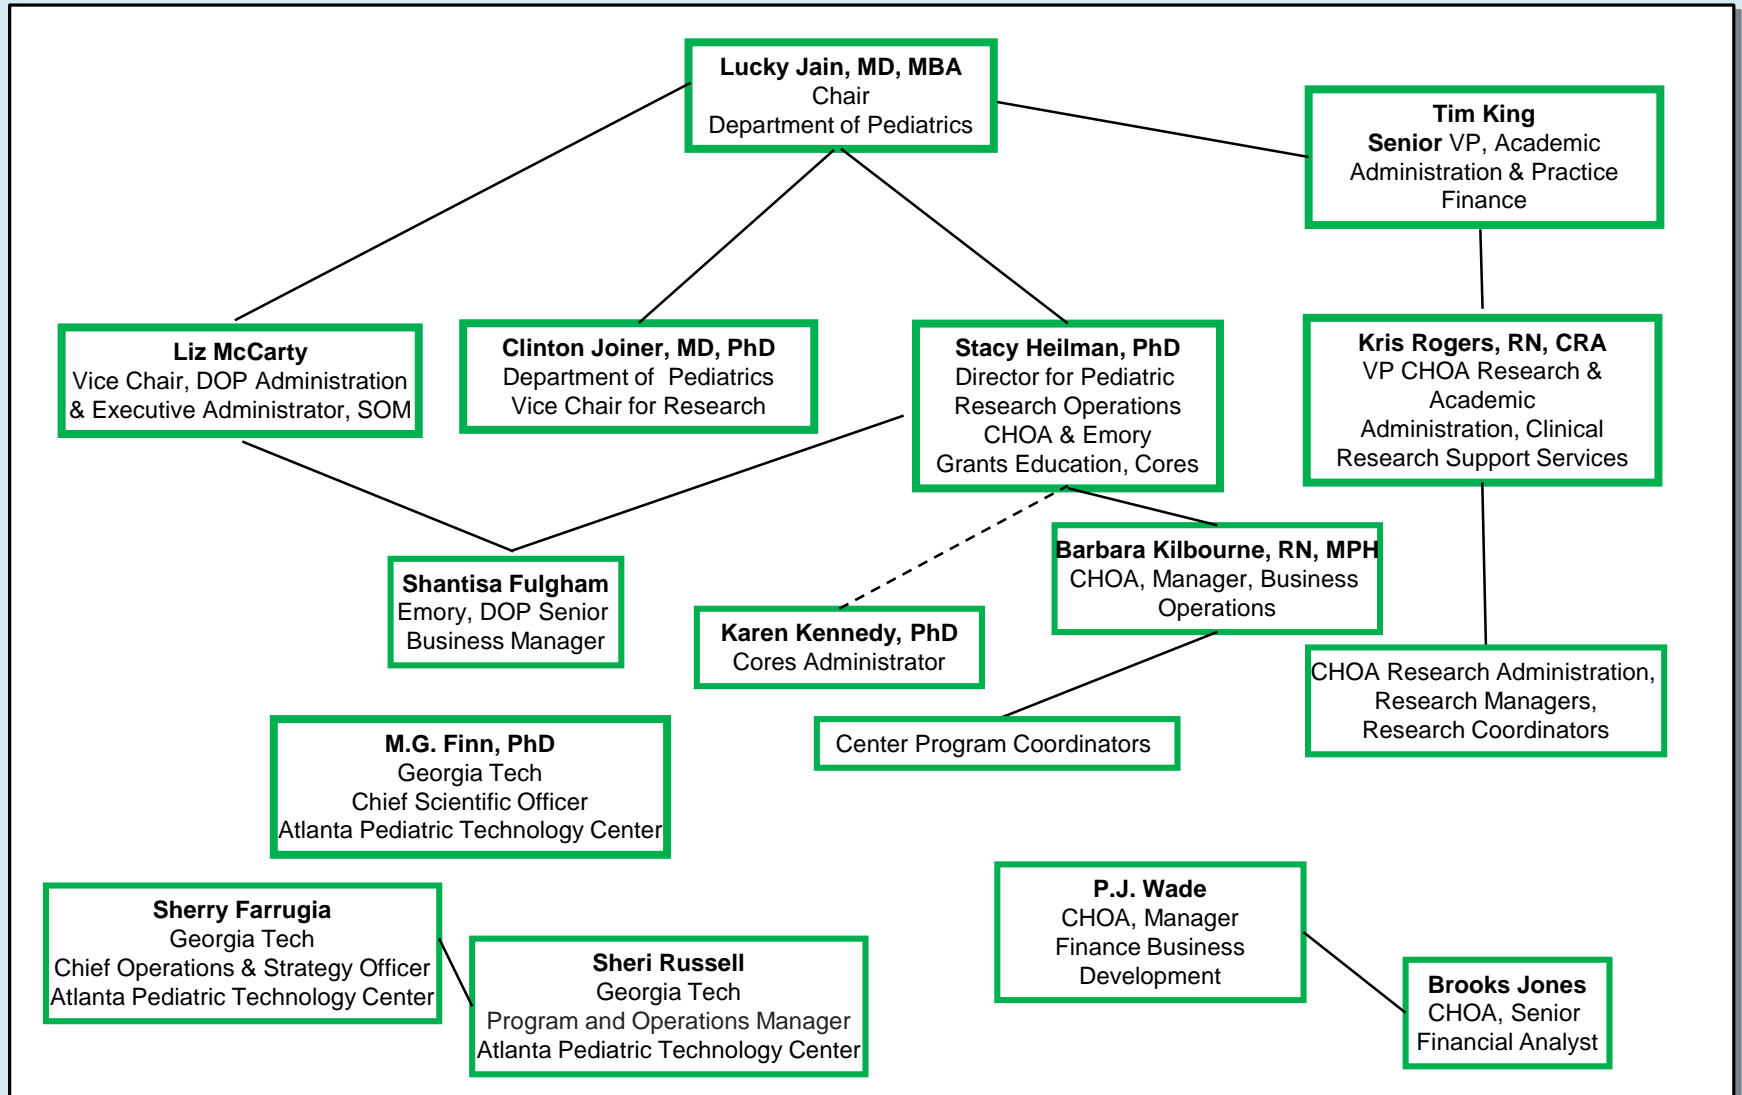 Lucky Jain, MD, MBA
Chair
Department of Pediatrics
Tim King
Senior VP, Academic
Administration & Practice
Finance
Liz McCarty
Vice Chair, DOP Administration
& Executive Administrator, SOM
Clinton Joiner, MD, PhD
Department of Pediatrics
Vice Chair for Research
Stacy Heilman, PhD
Director for Pediatric
Research Operations
CHOA & Emory
Grants Education, Cores
Kris Rogers, RN, CRA
VP CHOA Research &
Academic
Administration, Clinical
Research Support Services
Shantisa Fulgham
Emory, DOP Senior
Business Manager
Karen Kennedy, PhD
Cores Administrator
Barbara Kilbourne, RN, MPH
CHOA, Manager, Business
Operations
CHOA Research Administration,
Research Managers,
Research Coordinators
Center Program Coordinators
M.G. Finn, PhD
Georgia Tech
Chief Scientific Officer
Atlanta Pediatric Technology Center
Sherry Farrugia
Georgia Tech
Chief Operations & Strategy Officer
Atlanta Pediatric Technology Center
Sheri Russell
Georgia Tech
Program and Operations Manager
Atlanta Pediatric Technology Center
P.J. Wade
CHOA, Manager
Finance Business
Development
Brooks Jones
CHOA, Senior
Financial Analyst